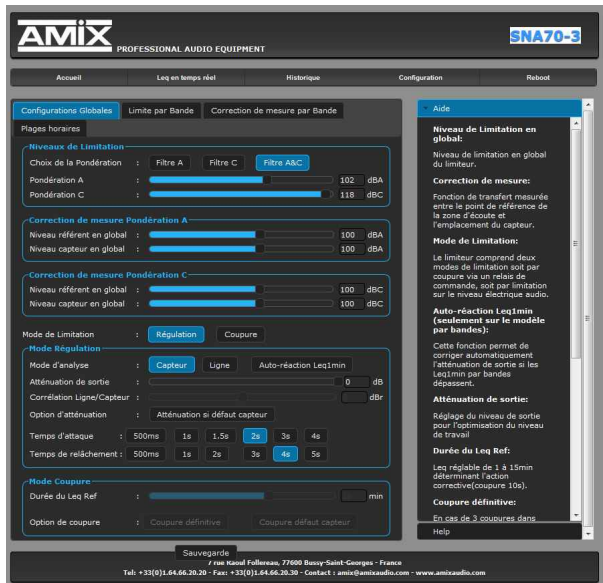 AMIX
PROFESSIONAL AUDIO EQUIPMENT
SNA70-3
Accueil Leq en temps réel Historique Configuration Reboot
Configurations Globales Limite par Bande Correction de mesure par Bande
Plages horaires
Niveaux de Limitation
Choix de la Pondération : Filtre A Filtre C Filtre A&C
Pondération A : 102 dBA
Pondération C : 118 dBC
Correction de mesure Pondération A
Niveau référent en global : 100 dBA
Niveau capteur en global : 100 dBA
Correction de mesure Pondération C
Niveau référent en global : 100 dBC
Niveau capteur en global : 100 dBC
Mode de Limitation : Régulation Coupure
Mode Régulation
Mode d'analyse : Capteur Ligne Auto-réaction Leq1min
Atténuation de sortie : 0 dB
Corrélation Ligne/Capteur : dBr
Option d'atténuation : Atténuation si défaut capteur
Temps d'attaque : 500ms 1s 1.5s 2s 3s 4s
Temps de relâchement : 500ms 1s 2s 3s 4s 5s
Mode Coupure
Durée du Leq Ref : min
Option de coupure : Coupure définitive Coupure défaut capteur
Sauvegarde
Aide
Niveau de Limitation en
global:
Niveau de limitation en global
du limiteur.
Correction de mesure:
Fonction de transfert mesurée
entre le point de référence de
la zone d'écoute et
l'emplacement du capteur.
Mode de Limitation:
Le limiteur comprend deux
modes de limitation soit par
coupure via un relais de
commande, soit par limitation
sur le niveau électrique audio.
Auto-réaction Leq1min
(seulement sur le modèle
par bandes):
Cette fonction permet de
corriger automatiquement
l'atténuation de sortie si les
Leq1min par bandes
dépassent.
Atténuation de sortie:
Réglage du niveau de sortie
pour l'optimisation du niveau
de travail
Durée du Leq Ref:
Leq réglable de 1 à 15min
déterminant l'action
corrective(coupure 10s).
Coupure définitive:
En cas de 3 coupures dans
Help
7 rue Raoul Follereau, 77600 Bussy-Saint-Georges - France
Tel: +33(0)1.64.66.20.20 - Fax: +33(0)1.64.66.20.30 - Contact : amix@amixaudio.com - www.amixaudio.com